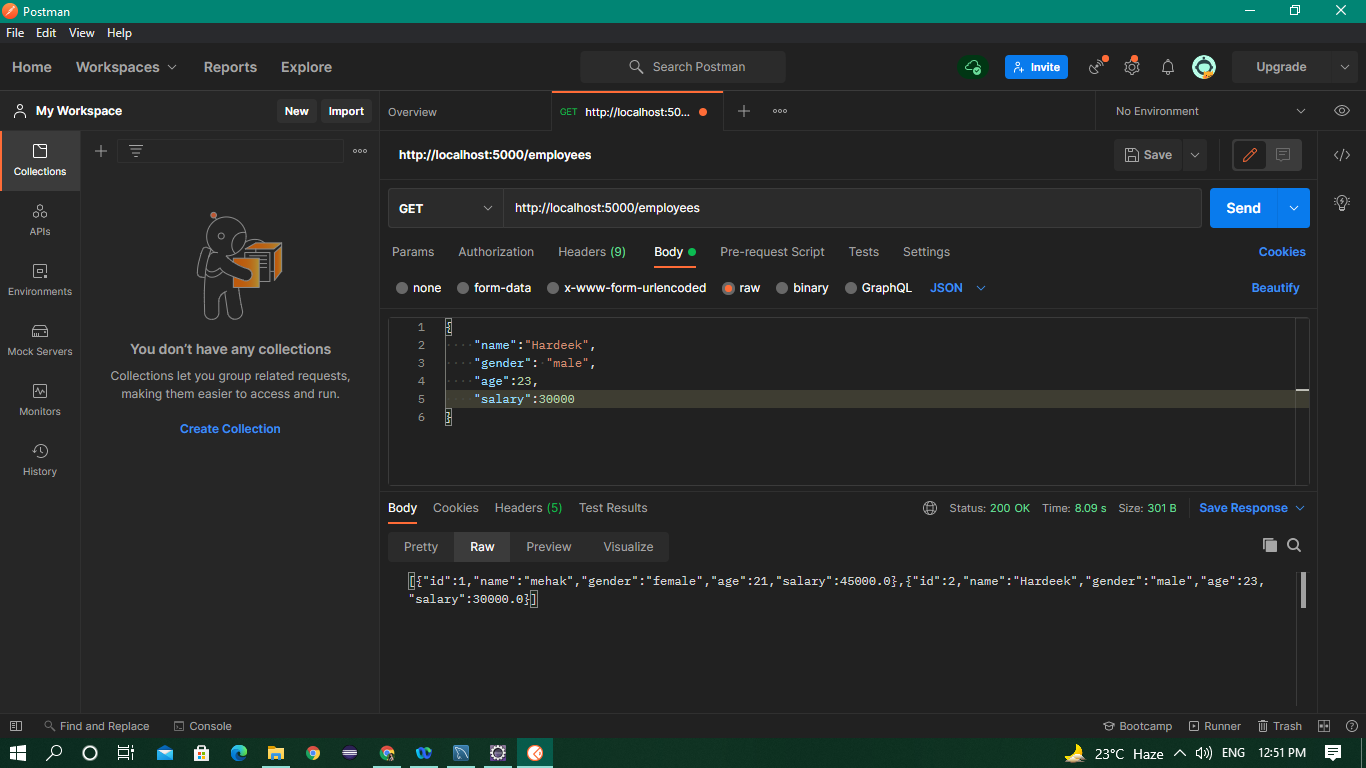 Postman
File Edit View Help
Home Workspaces Reports Explore Search Postman Invite Upgrade
My Workspace New Import
Overview GET http://localhost:50... No Environment
http://localhost:5000/employees Save
GET http://localhost:5000/employees Send
Params Authorization Headers (9) Body Pre-request Script Tests Settings Cookies
none form-data x-www-form-urlencoded raw binary GraphQL JSON Beautify
Collections
APIs
Environments
Mock Servers
Monitors
History
You don't have any collections
Collections let you group related requests,
making them easier to access and run.
Create Collection
1 {
2 "name":"Hardeek",
3 "gender": "male",
4 "age":23,
5 "salary":30000
6 }
Body Cookies Headers (5) Test Results Status: 200 OK Time: 8.09 s Size: 301 B Save Response
Pretty Raw Preview Visualize
[{"id":1,"name":"mehak","gender":"female","age":21,"salary":45000.0},{"id":2,"name":"Hardeek","gender":"male","age":23,
"salary":30000.0}]
Find and Replace Console Bootcamp Runner Trash
23°C Haze ENG 12:51 PM